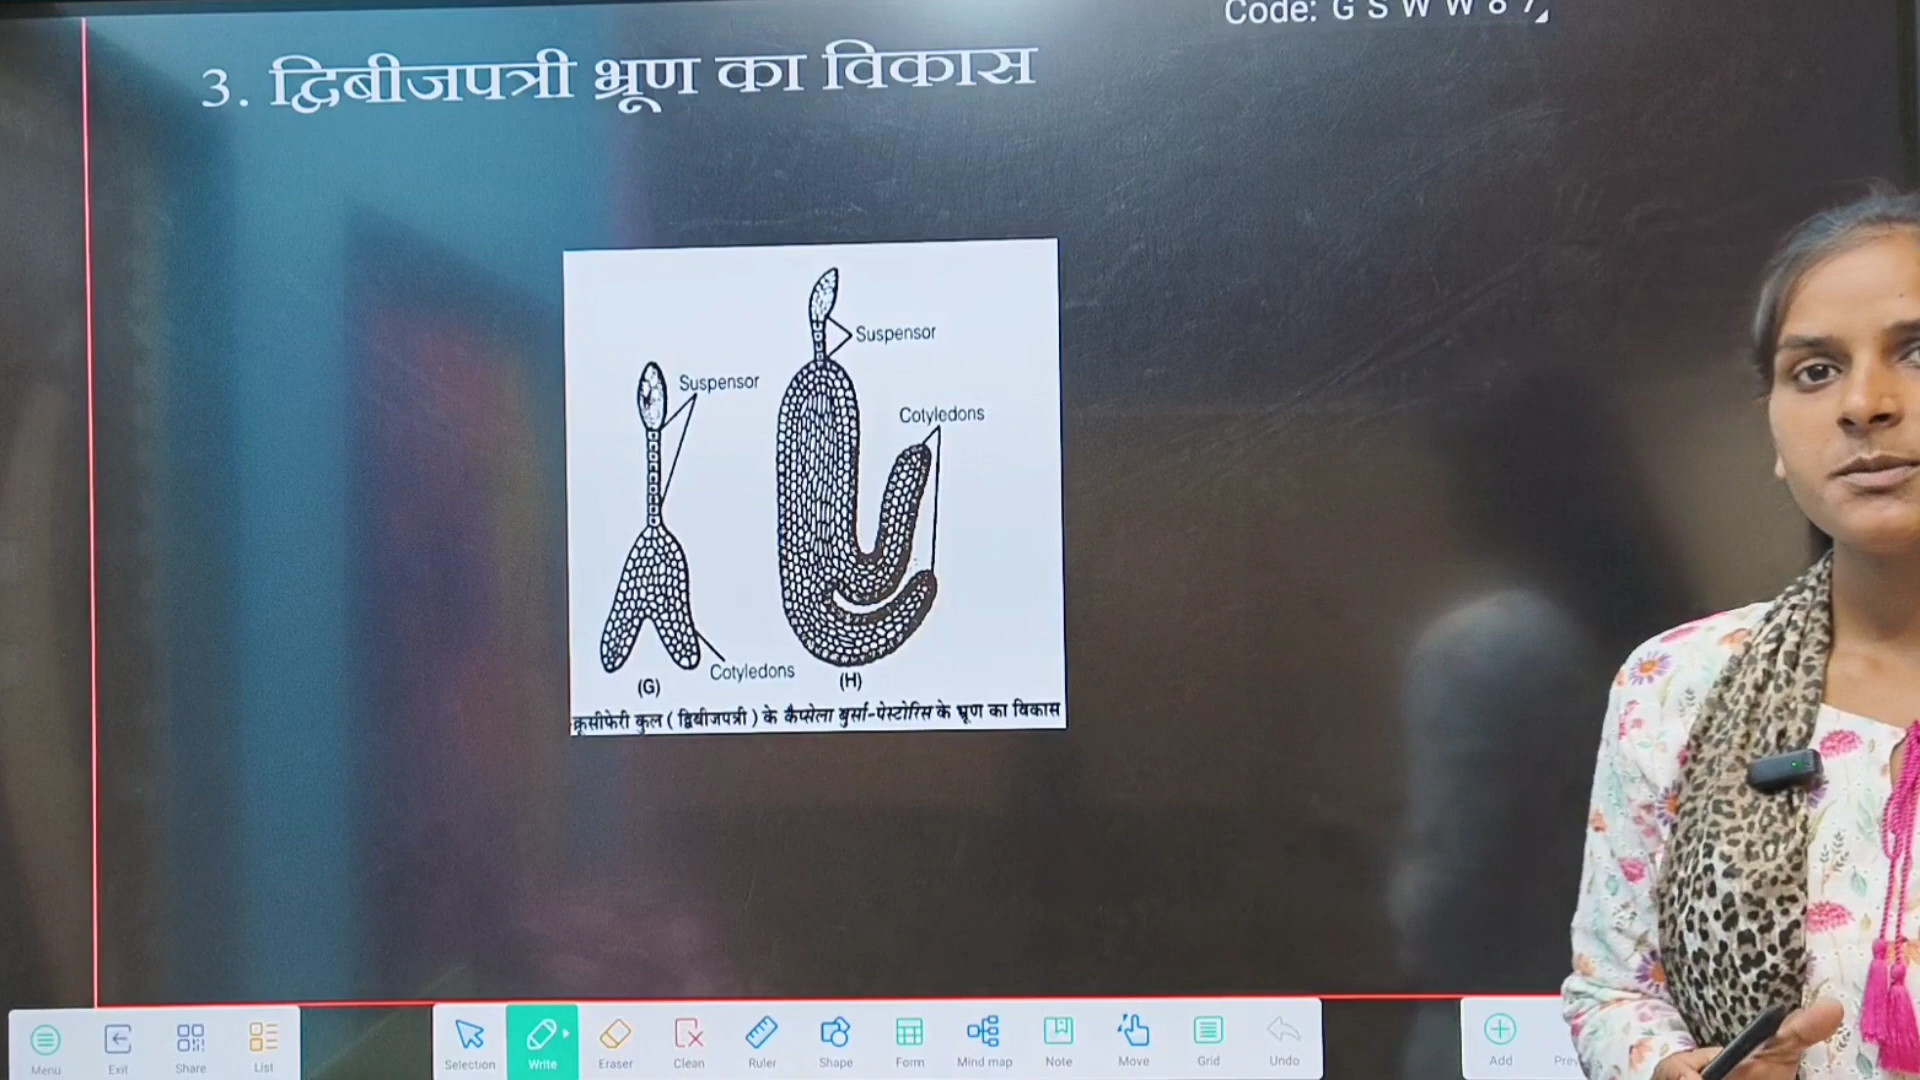 Code: G S W W 8 7
3. द्विबीजपत्री भ्रूण का विकास
Suspensor
Suspensor
Cotyledons
Cotyledons
(G)
(H)
क्रूसीफेरी कुल ( द्विबीजपत्री ) के कैप्सेला बुर्सा-पेस्टोरिस के भ्रूण का विकास
Menu
Exit
Share
List
Selection
Write
Eraser
Clean
Ruler
Shape
Form
Mind map
Note
Move
Grid
Undo
Add